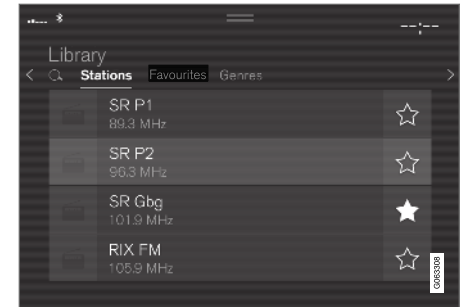 --:--
Library
Stations Favourites Genres
SR P1
89.3 MHz
SR P2
96.3 MHz
SR Gbg
101.9 MHz
RIX FM
105.9 MHz
G063308